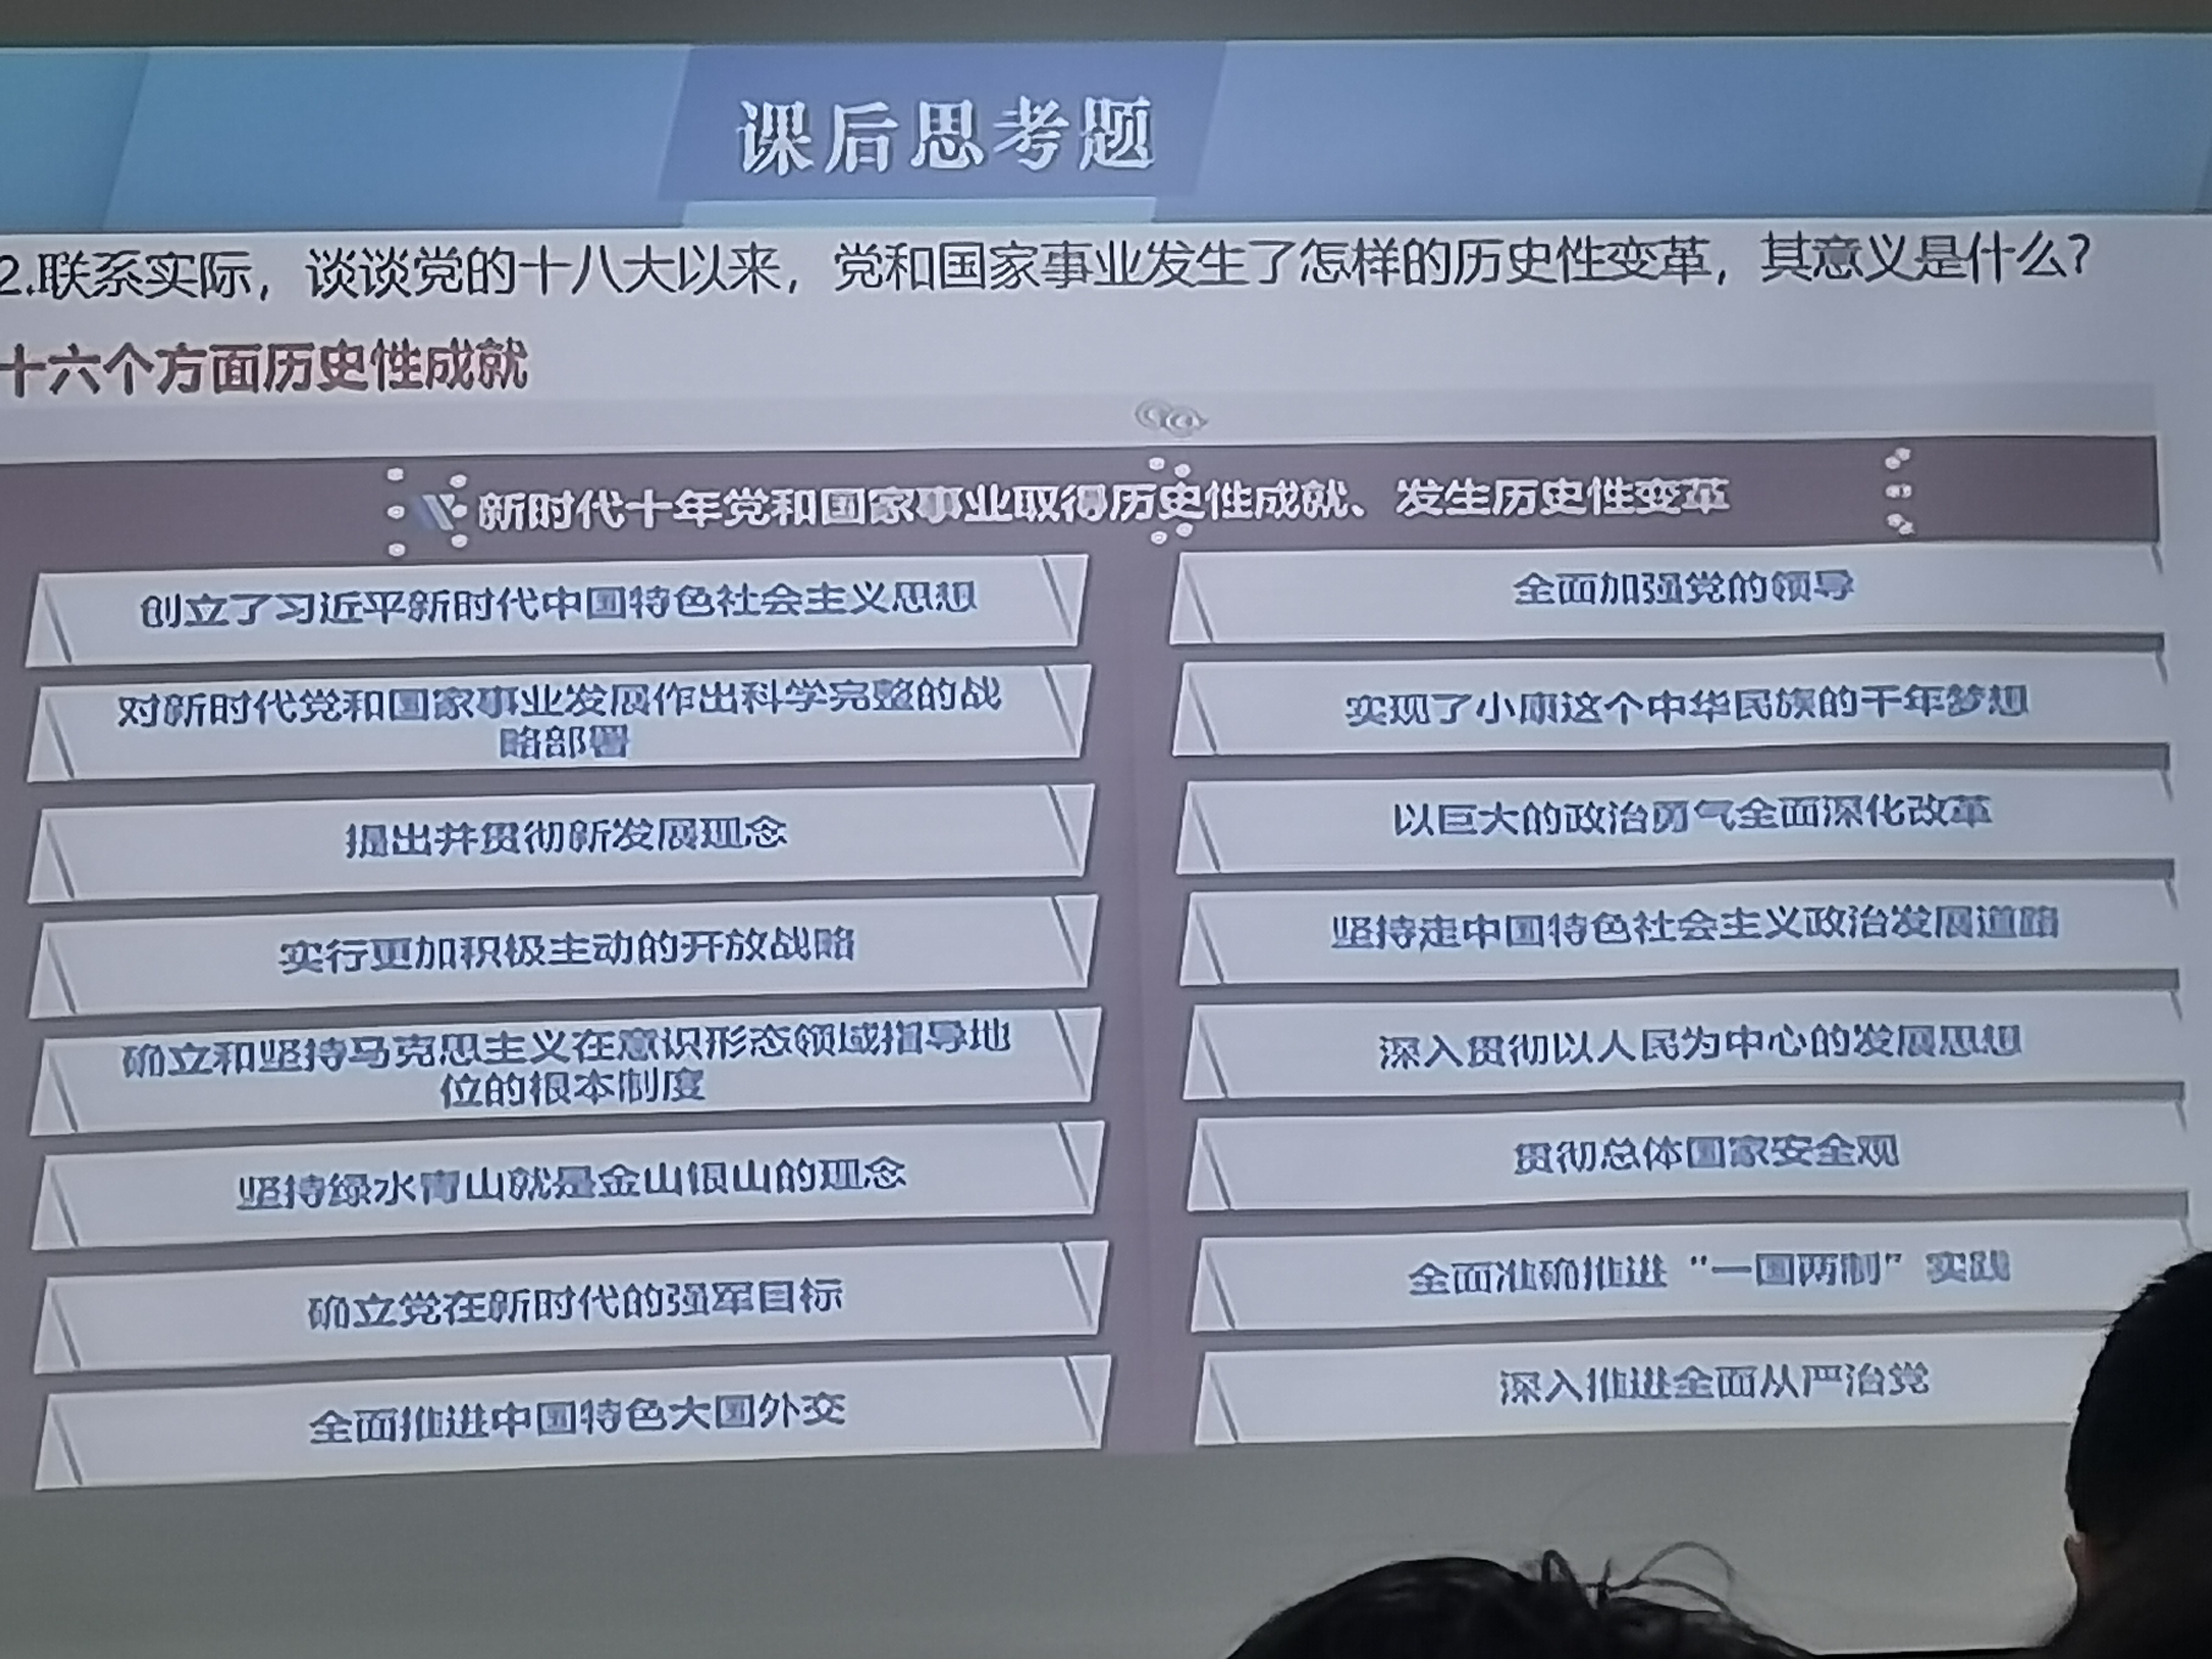 课后思考题
2.联系实际，谈谈党的十八大以来，党和国家事业发生了怎样的历史性变革，其意义是什么？
十六个方面历史性成就
新时代十年党和国家事业取得历史性成就、发生历史性变革
创立了习近平新时代中国特色社会主义思想
全面加强党的领导
对新时代党和国家事业发展作出科学完整的战
略部署
实现了小康这个中华民族的千年梦想
提出并贯彻新发展理念
以巨大的政治勇气全面深化改革
实行更加积极主动的开放战略
坚持走中国特色社会主义政治发展道路
确立和坚持马克思主义在意识形态领域指导地
位的根本制度
深入贯彻以人民为中心的发展思想
坚持绿水青山就是金山银山的理念
贯彻总体国家安全观
确立党在新时代的强军目标
全面准确推进“一国两制”实践
全面推进中国特色大国外交
深入推进全面从严治党